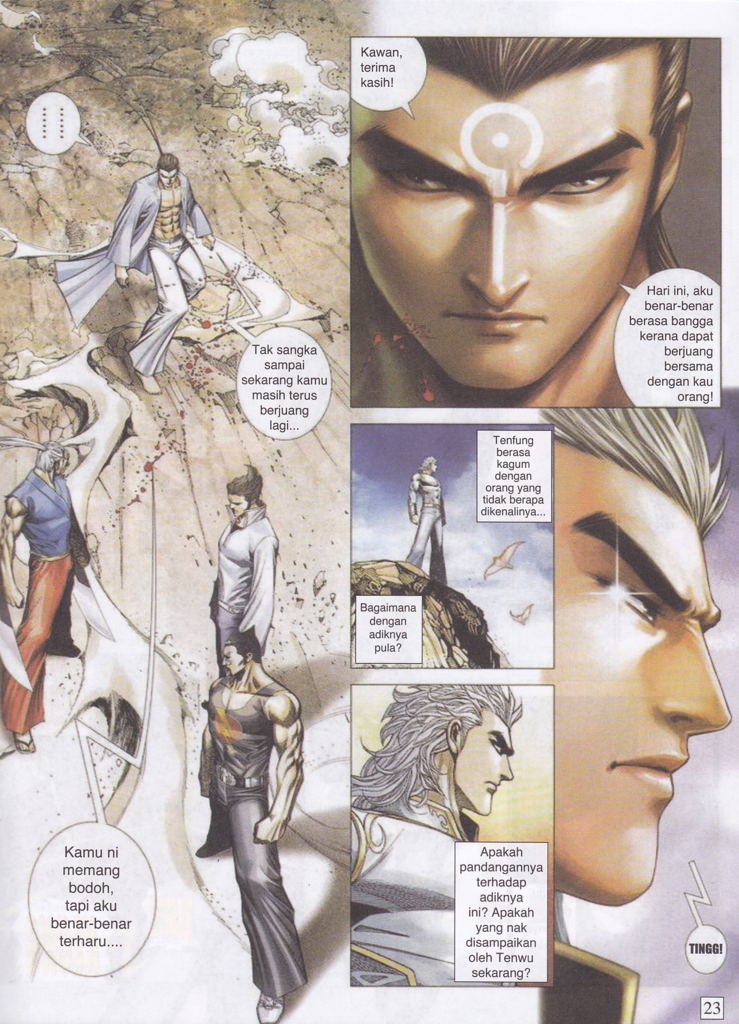 Tak sangka
sampai
sekarang kamu
masih terus
berjuang
lagi...
Kamu ni
memang
bodoh,
tapi aku
benar-benar
terharu....
Kawan,
terima
kasih!
Hari ini, aku
benar-benar
berasa bangga
kerana dapat
berjuang
bersama
dengan kau
orang!
Tenfung
berasa
kagum
dengan
orang yang
tidak berapa
dikenalinya...
Bagaimana
dengan
adiknya
pula?
Apakah
pandangannya
terhadap
adiknya
ini? Apakah
yang nak
disampaikan
oleh Tenwu
sekarang?
TINGG!
23